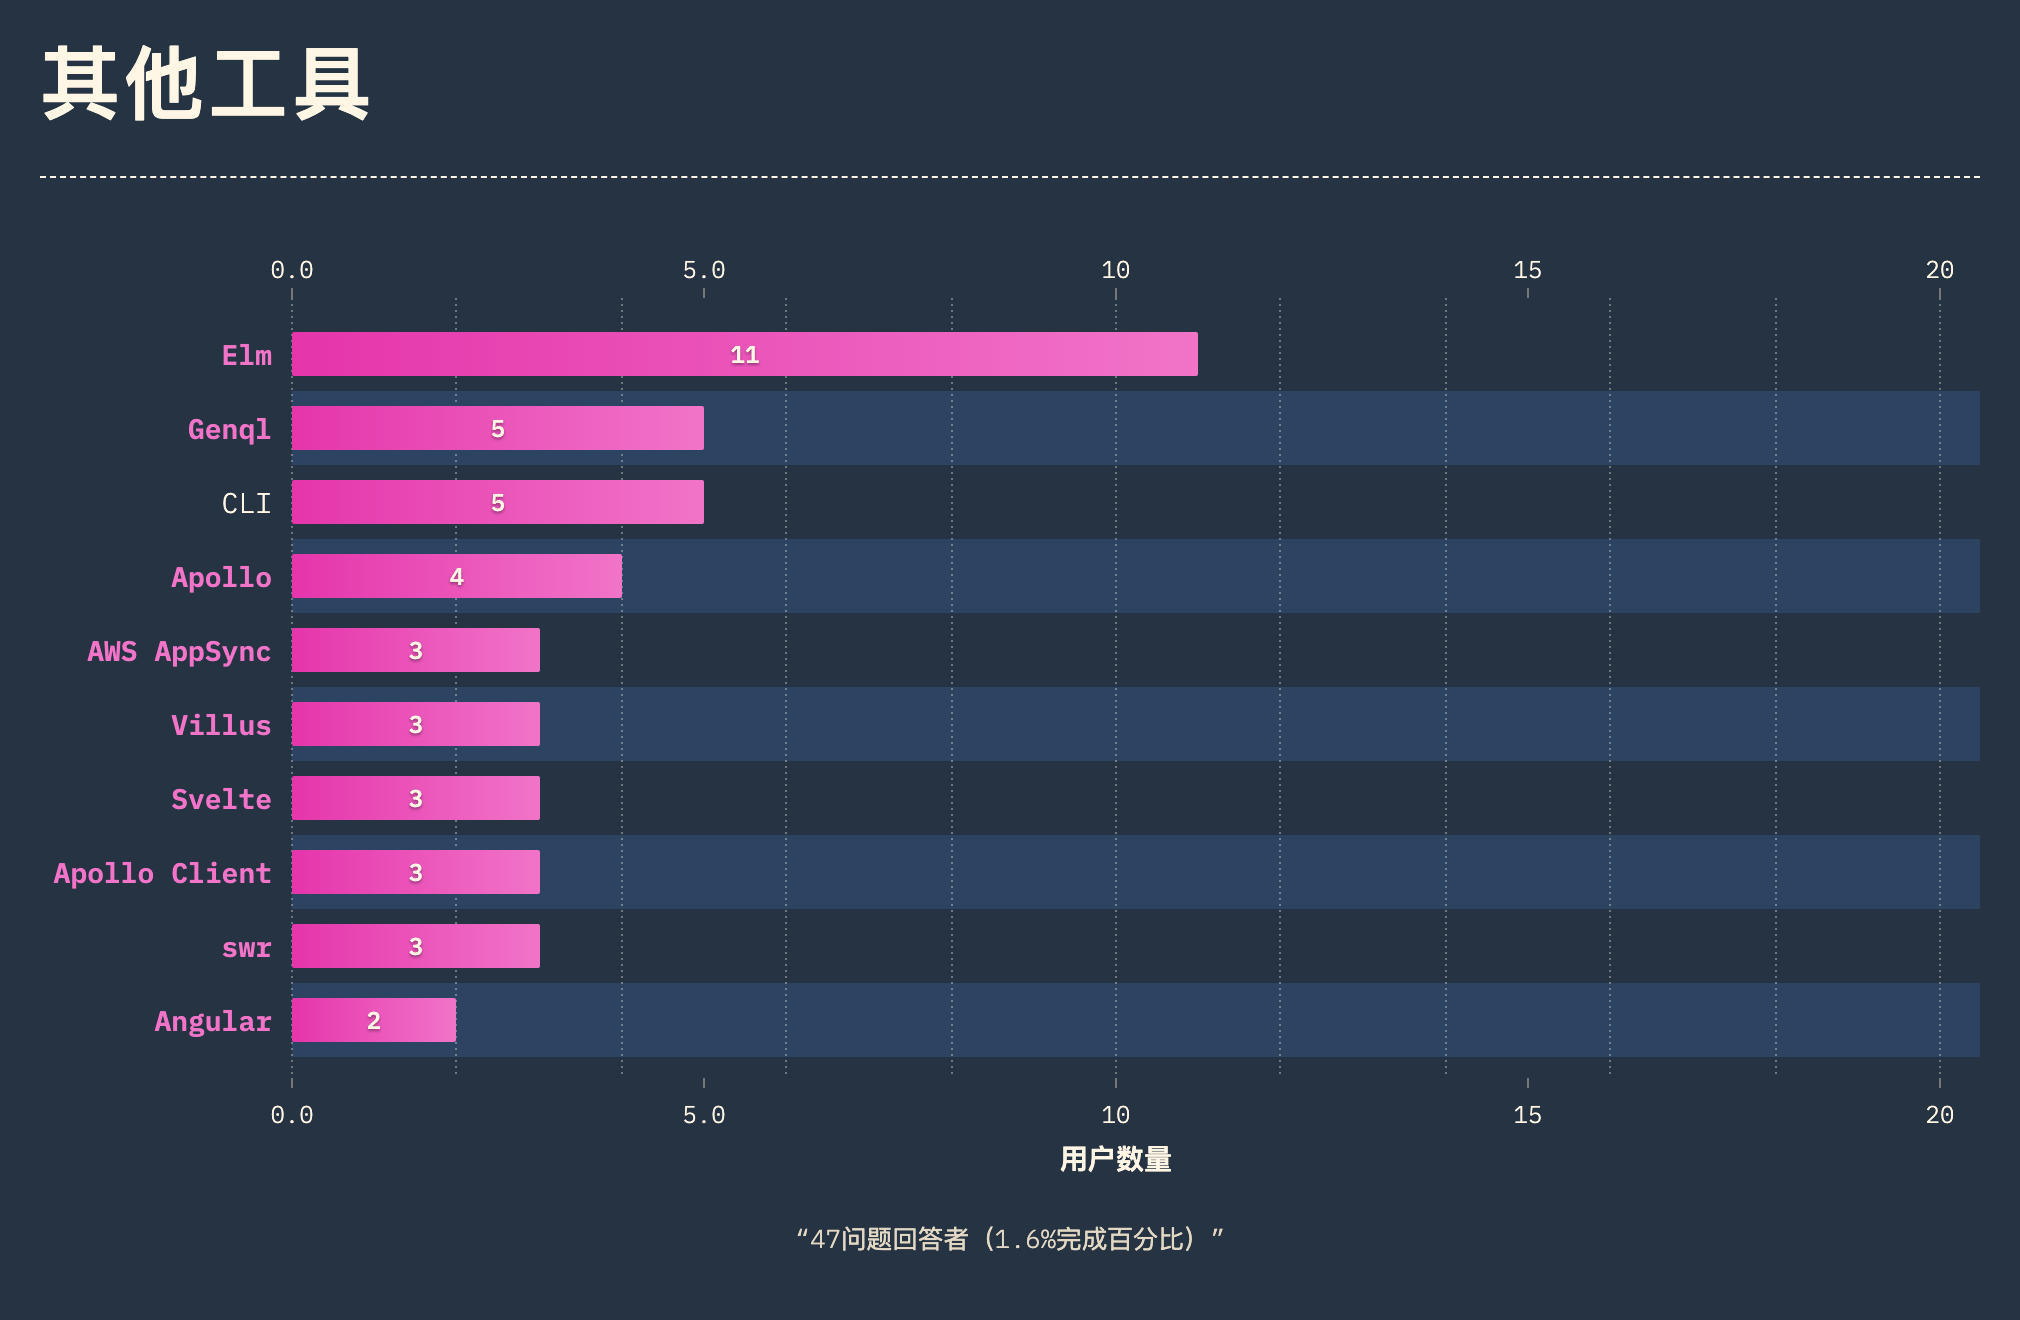 其他工具
0.0 5.0 10 15 20
Elm 11
Genql 5
CLI 5
Apollo 4
AWS AppSync 3
Villus 3
Svelte 3
Apollo Client 3
swr 3
Angular 2
0.0 5.0 10 15 20
用户数量
“47问题回答者（1.6%完成百分比）”